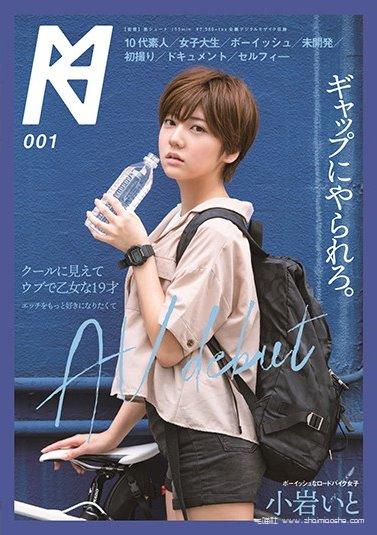 10代素人／女子大生／ボーイッシュ／未開発／
初撮り／ドキュメント／セルフィー
001
ギャップにやられろ。
クールに見えて
ウブで乙女な19才
エッチをもっと好きになりたくて
AV debut
ボーイッシュなロードバイク女子
小岩いと
www.zhaimaoshe.com